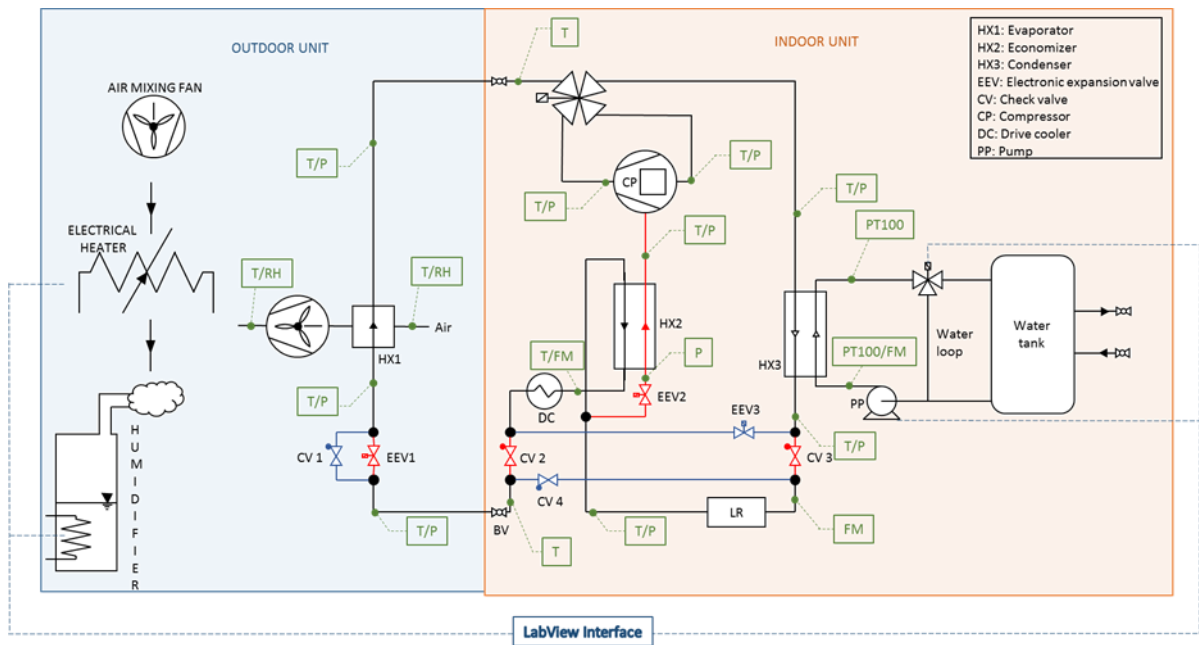 OUTDOOR UNIT
INDOOR UNIT
HX1: Evaporator
HX2: Economizer
HX3: Condenser
EEV: Electronic expansion valve
CV: Check valve
CP: Compressor
DC: Drive cooler
PP: Pump
AIR MIXING FAN
T
T/P
CP
T/P
T/P
T/P
T/P
PT100
ELECTRICAL
HEATER
T/RH
T/RH
Air
HX1
HX2
HX3
Water
loop
Water
tank
T/FM
P
PT100/FM
DC
EEV2
PP
T/P
EEV3
T/P
HUMIDIFIER
CV 1
EEV1
CV 2
CV 3
CV 4
T/P
BV
T
T/P
LR
FM
LabView Interface